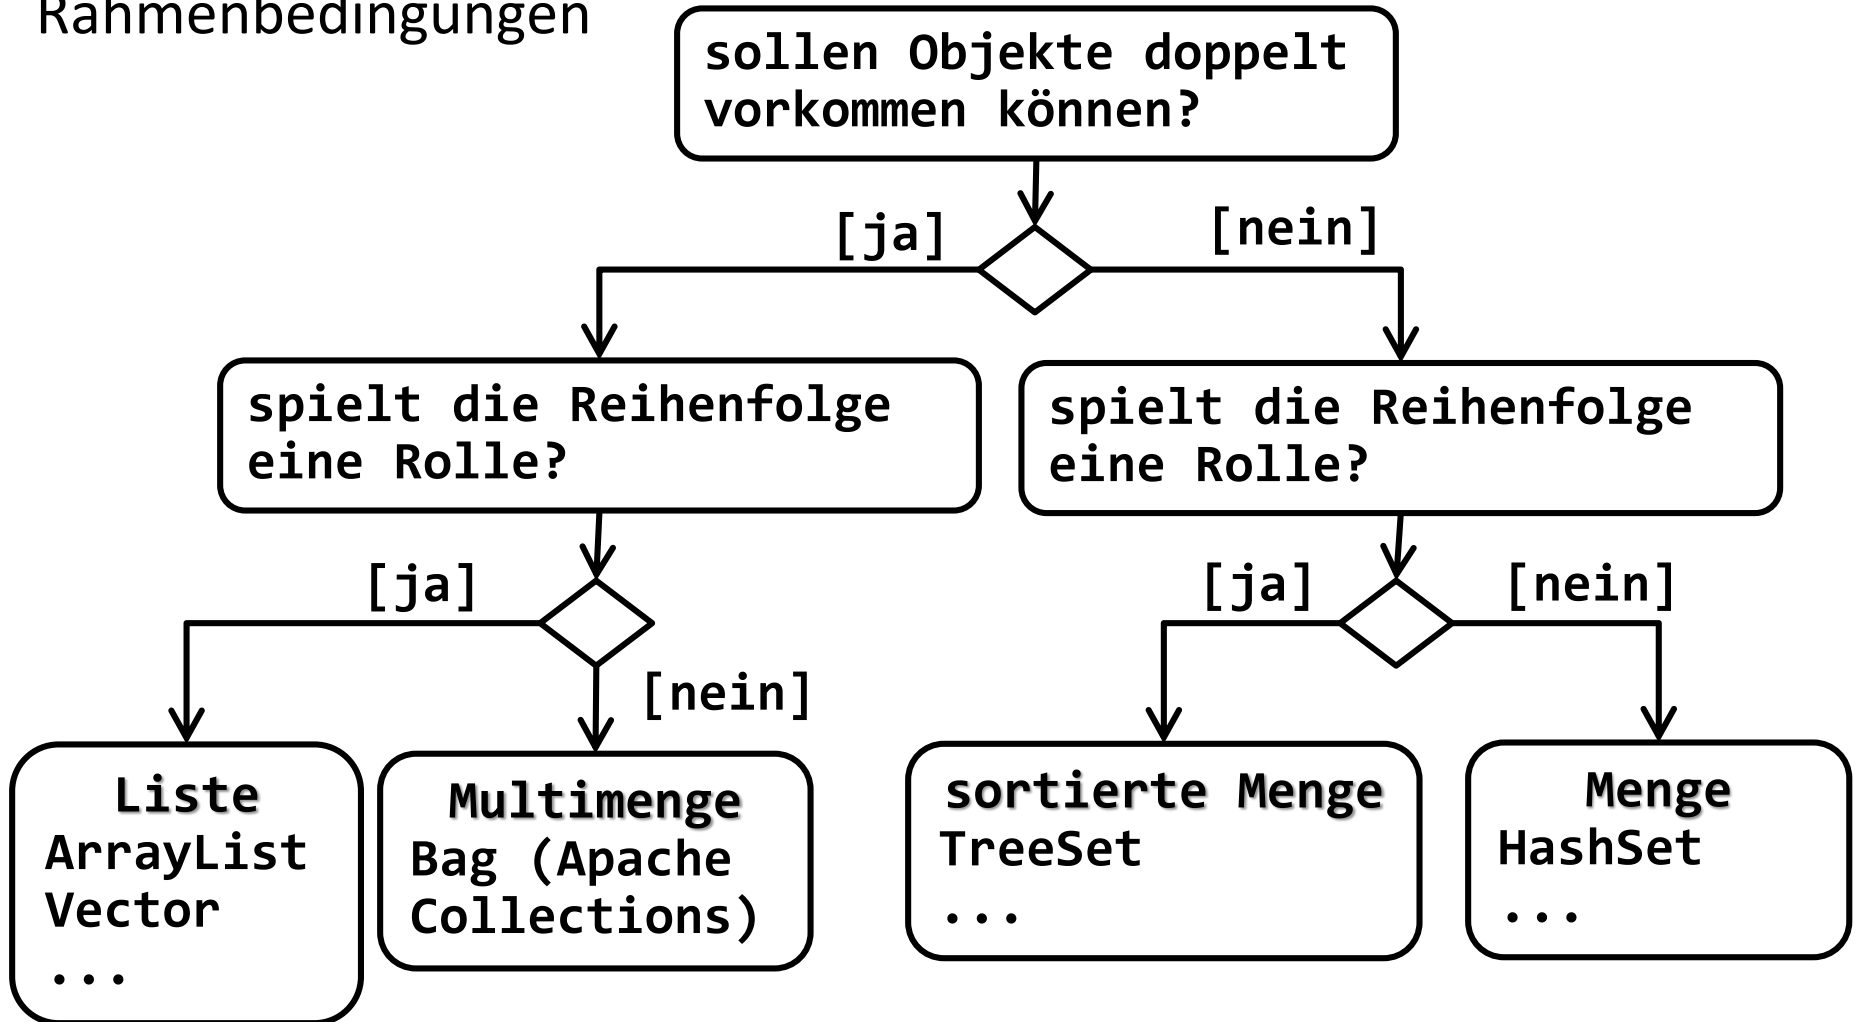 Rahmenbedingungen
sollen Objekte doppelt
vorkommen können?
[ja]
[nein]
spielt die Reihenfolge
eine Rolle?
spielt die Reihenfolge
eine Rolle?
[ja]
[nein]
[ja]
[nein]
Liste
ArrayList
Vector
...
Multimenge
Bag (Apache
Collections)
sortierte Menge
TreeSet
...
Menge
HashSet
...